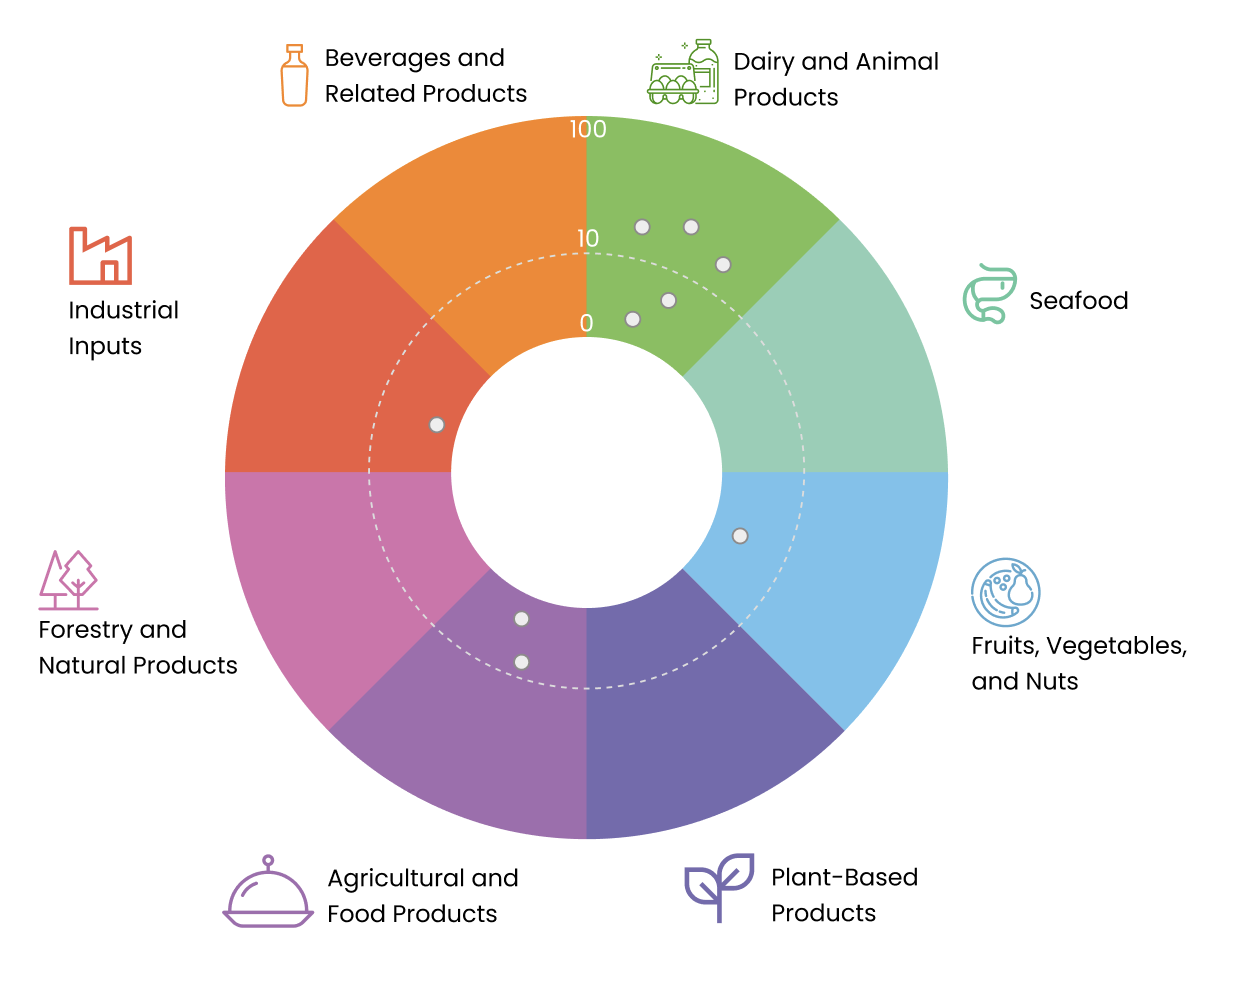 Beverages and
Related Products
Dairy and Animal
Products
100
10
0
Industrial
Inputs
Seafood
Forestry and
Natural Products
Fruits, Vegetables,
and Nuts
Agricultural and
Food Products
Plant-Based
Products